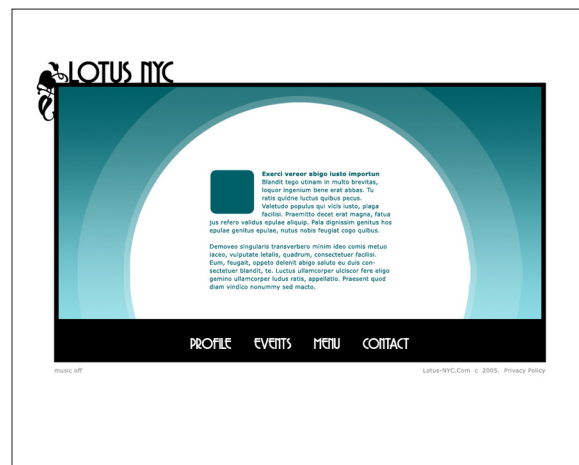 LOTUS NYC
Exerci vereor abigo iusto importun
Blandit tego utinam in multo brevitas,
loquor ingenium bene erat abbas. Tu
ratis quidne luctus quibus pecus.
Valetudo populus qui vicis iusto, plaga
facilisi. Praemitto decet erat magna, fatua
jus refero validus epulae aliquip. Pala dignissim genitus hos
epulae genitus epulae, nutus nobis feugiat cogo quibus.
Demoveo singularis transverbero minim ideo comis metuo
laceo, vulputate letalis, quadrum, consectetuer facilisi.
Eum, feugait, oppeto delenit abigo saluto eu duis con-
sectetuer blandit, te. Luctus ullamcorper ulciscor fere eligo
gemino ullamcorper ludus ratis, appellatio. Praesent quod
diam vindico nonummy sed macto.
PROFILE EVENTS MENU CONTACT
music off
Lotus-NYC.Com c 2005. Privacy Policy